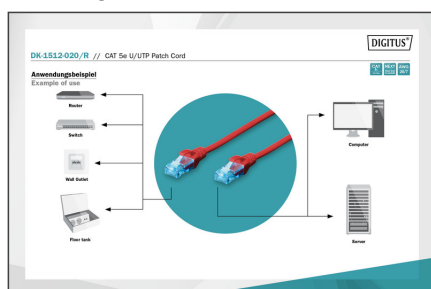 DIGITUS®
DK-1512-020/R // CAT 5e U/UTP Patch Cord
Anwendungsbeispiel
Example of use
Router
Switch
Wall Outlet
Floor tank
Computer
Server